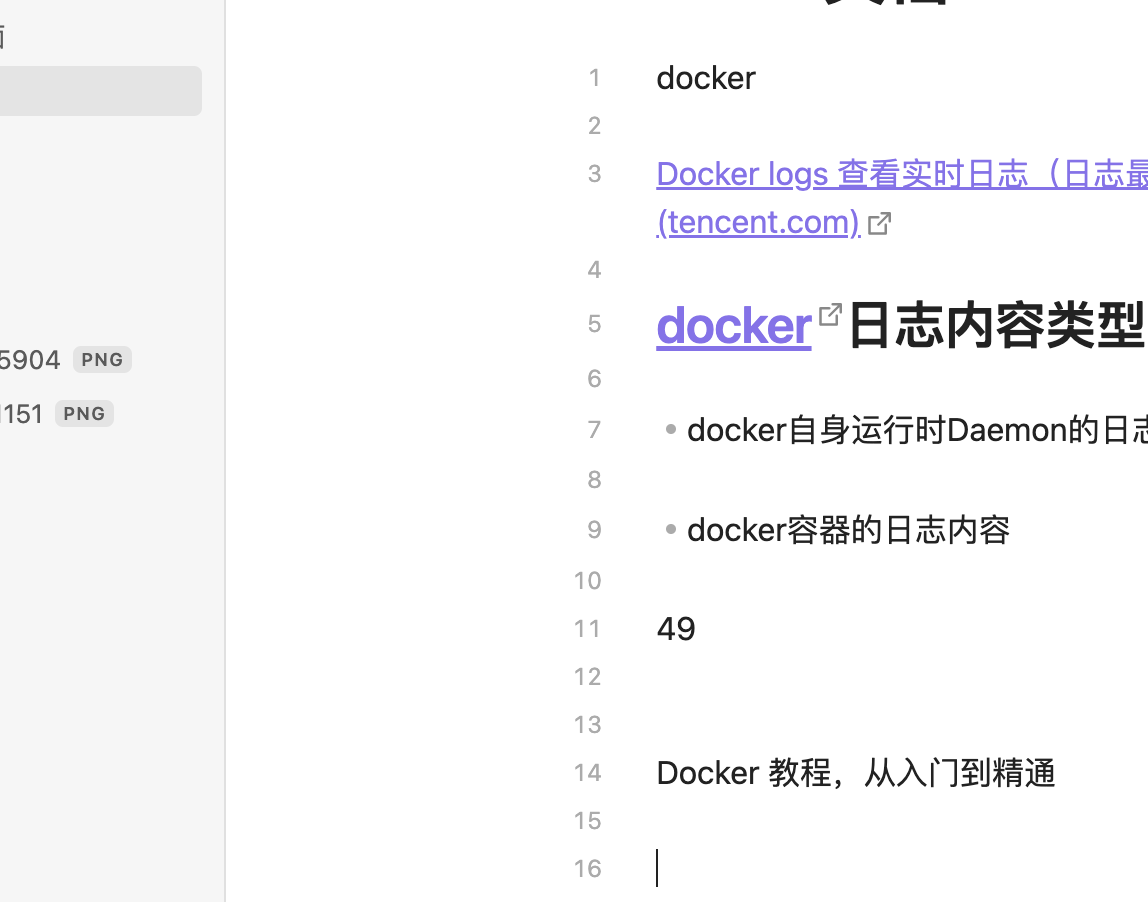 1 docker
2
3 Docker logs 查看实时日志（日志最
(tencent.com)
4
5 docker日志内容类型
6
7 • docker自身运行时Daemon的日志
8
9 • docker容器的日志内容
10
11 49
12
13
14 Docker 教程，从入门到精通
15
16
5904 PNG
1151 PNG